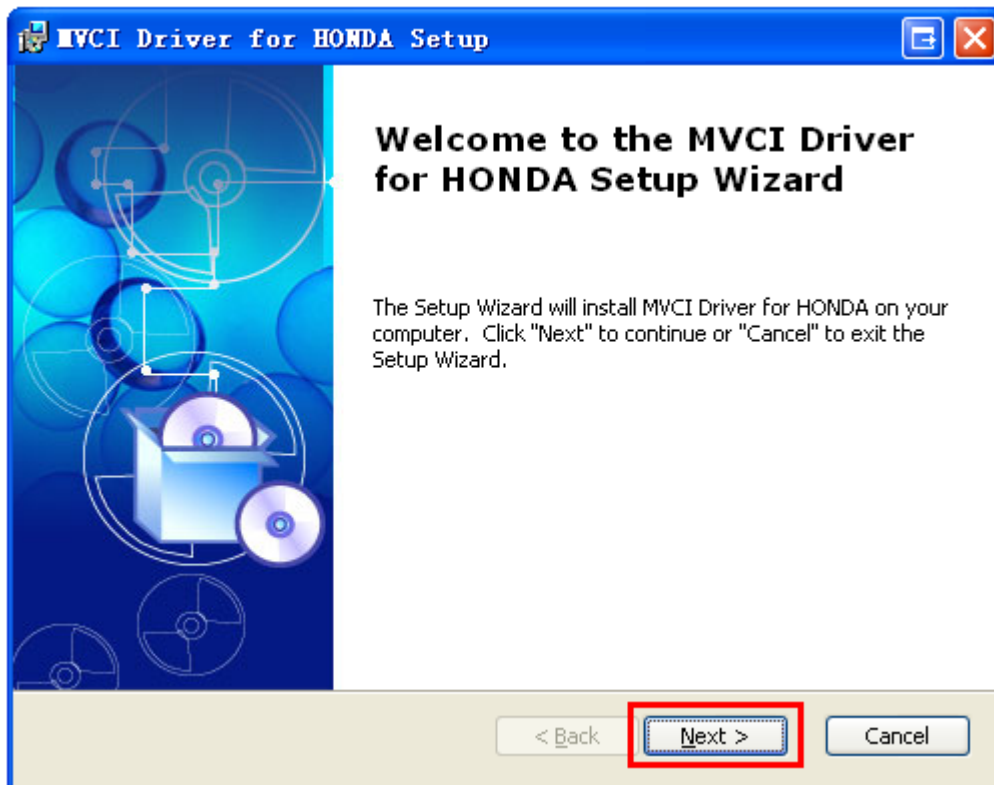 MVCI Driver for HONDA Setup
Welcome to the MVCI Driver
for HONDA Setup Wizard
The Setup Wizard will install MVCI Driver for HONDA on your
computer.  Click "Next" to continue or "Cancel" to exit the
Setup Wizard.
< Back
Next >
Cancel